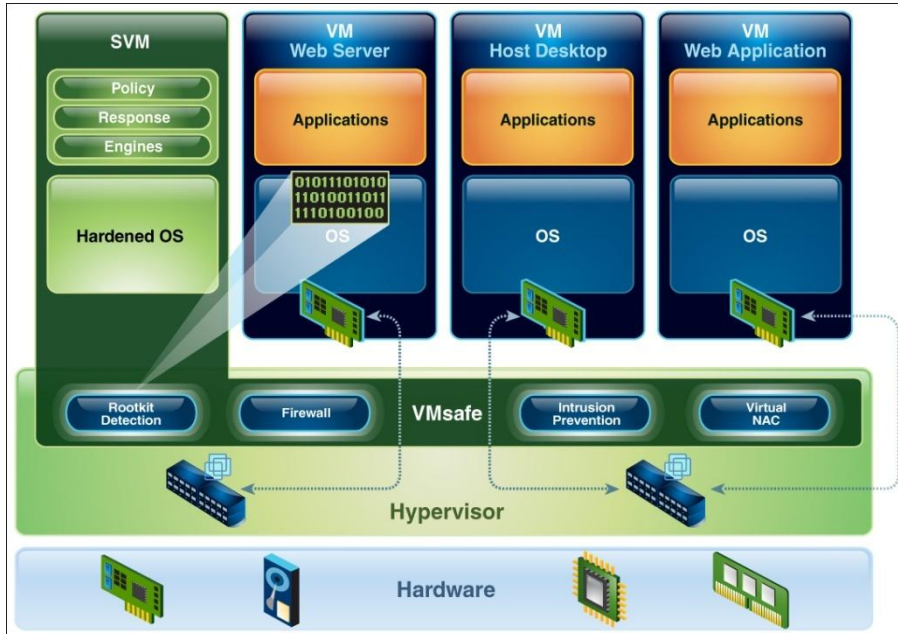 SVM
Policy
Response
Engines
Hardened OS
VM
Web Server
Applications
01011101010
11010011011
1110100100
OS
VM
Host Desktop
Applications
OS
VM
Web Application
Applications
OS
Rootkit
Detection
Firewall
VMsafe
Intrusion
Prevention
Virtual
NAC
Hypervisor
Hardware